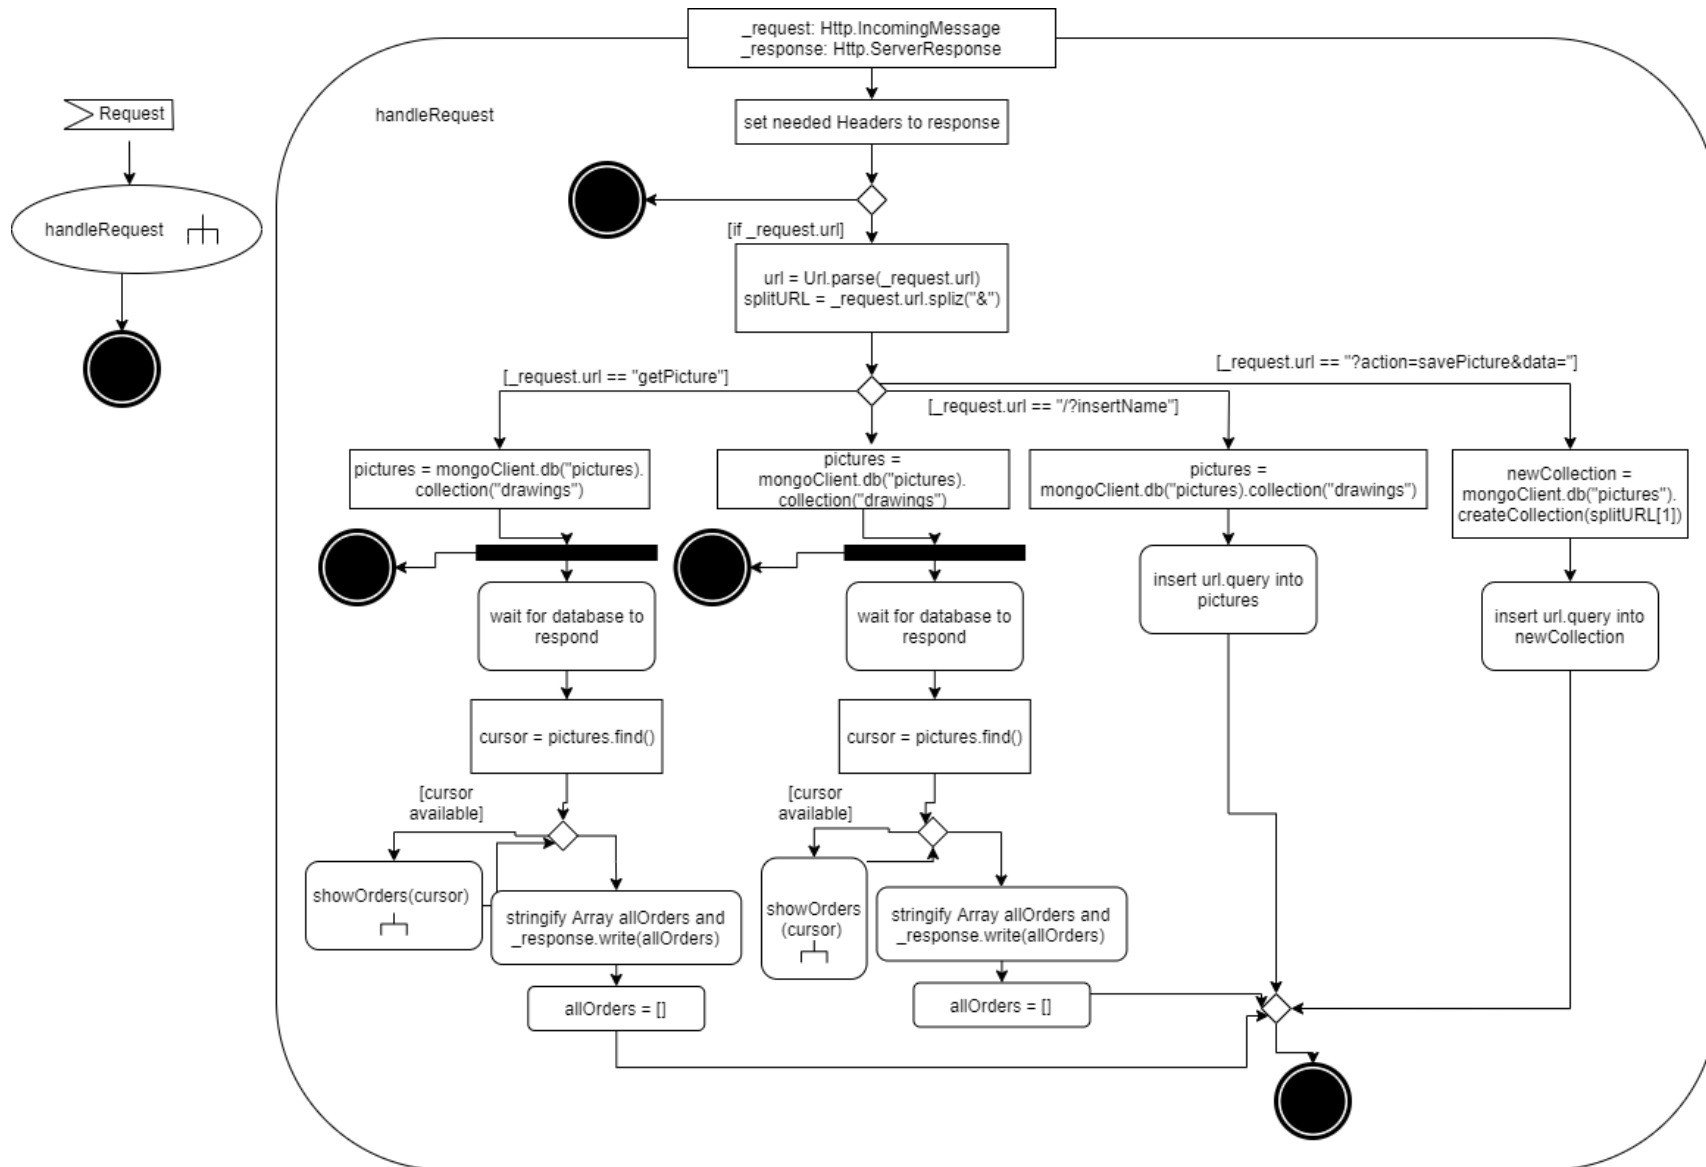 _request: Http.IncomingMessage
_response: Http.ServerResponse
Request
handleRequest
set needed Headers to response
handleRequest
[if _request.url]
url = Url.parse(_request.url)
splitURL = _request.url.spliz("&")
[_request.url == "?action=savePicture&data="]
[_request.url == "getPicture"]
[_request.url == "/?insertName"]
pictures = mongoClient.db("pictures).
collection("drawings")
pictures =
mongoClient.db("pictures).
collection("drawings")
pictures =
mongoClient.db("pictures).collection("drawings")
newCollection =
mongoClient.db("pictures").
createCollection(splitURL[1])
wait for database to
respond
wait for database to
respond
insert url.query into
pictures
insert url.query into
newCollection
cursor = pictures.find()
cursor = pictures.find()
[cursor
available]
[cursor
available]
showOrders(cursor)
stringify Array allOrders and
_response.write(allOrders)
showOrders
(cursor)
stringify Array allOrders and
_response.write(allOrders)
allOrders = []
allOrders = []